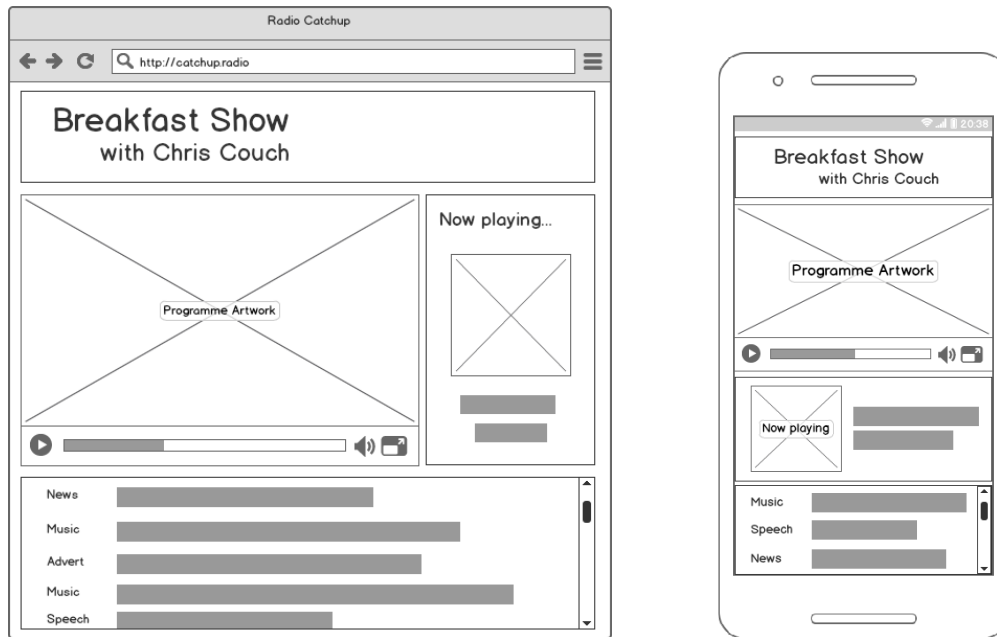 Radio Catchup
http://catchup.radio
Breakfast Show
with Chris Couch
Programme Artwork
Now playing...
News
Music
Advert
Music
Speech
20:38
Breakfast Show
with Chris Couch
Programme Artwork
Now playing
Music
Speech
News